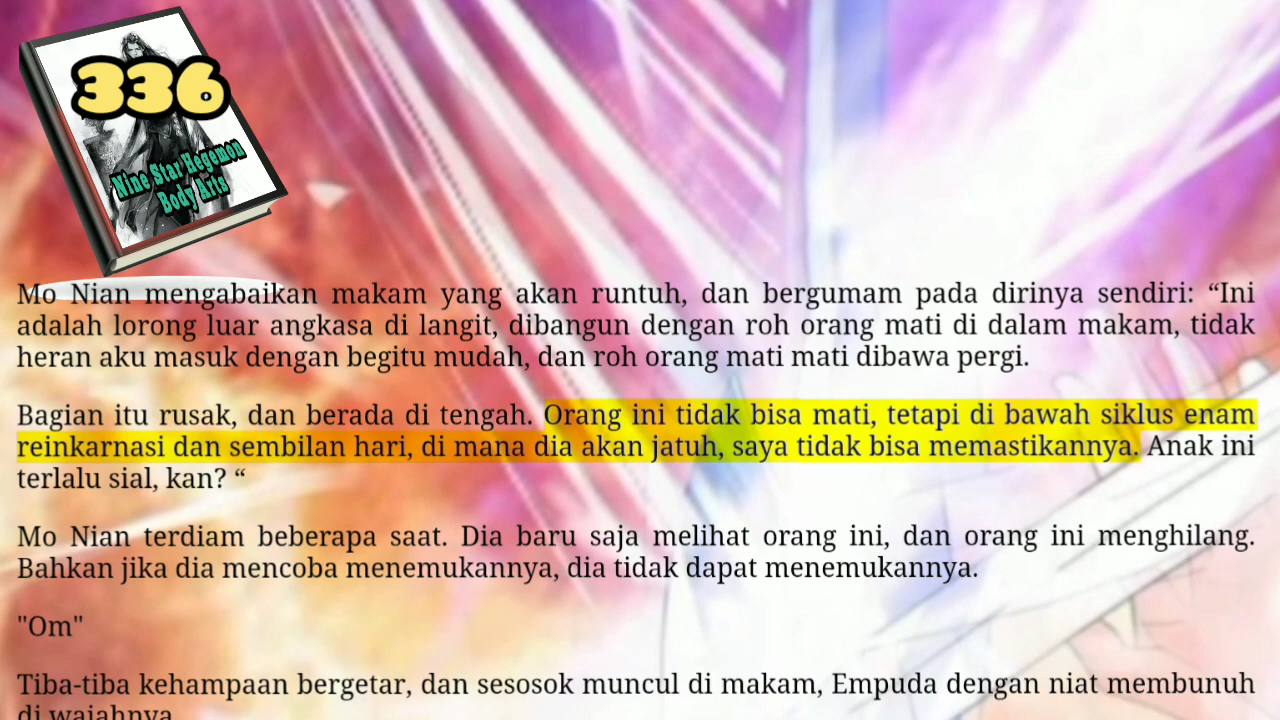 336
Nine Star Hegemon
Body Arts
Mo Nian mengabaikan makam yang akan runtuh, dan bergumam pada dirinya sendiri: “Ini
adalah lorong luar angkasa di langit, dibangun dengan roh orang mati di dalam makam, tidak
heran aku masuk dengan begitu mudah, dan roh orang mati mati dibawa pergi.
Bagian itu rusak, dan berada di tengah. Orang ini tidak bisa mati, tetapi di bawah siklus enam
reinkarnasi dan sembilan hari, di mana dia akan jatuh, saya tidak bisa memastikannya. Anak ini
terlalu sial, kan? “
Mo Nian terdiam beberapa saat. Dia baru saja melihat orang ini, dan orang ini menghilang.
Bahkan jika dia mencoba menemukannya, dia tidak dapat menemukannya.
"Om"
Tiba-tiba kehampaan bergetar, dan sesosok muncul di makam, Empuda dengan niat membunuh
di wajahnya